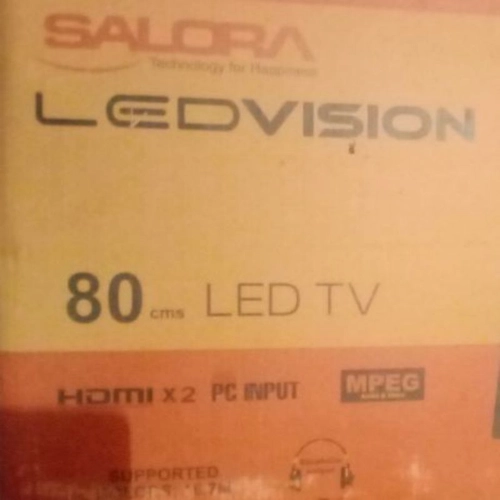 SALORA
Technology for Happiness
LEDVISION
80 cms LED TV
HDMI X2 PC INPUT MPEG
SUPPORTED